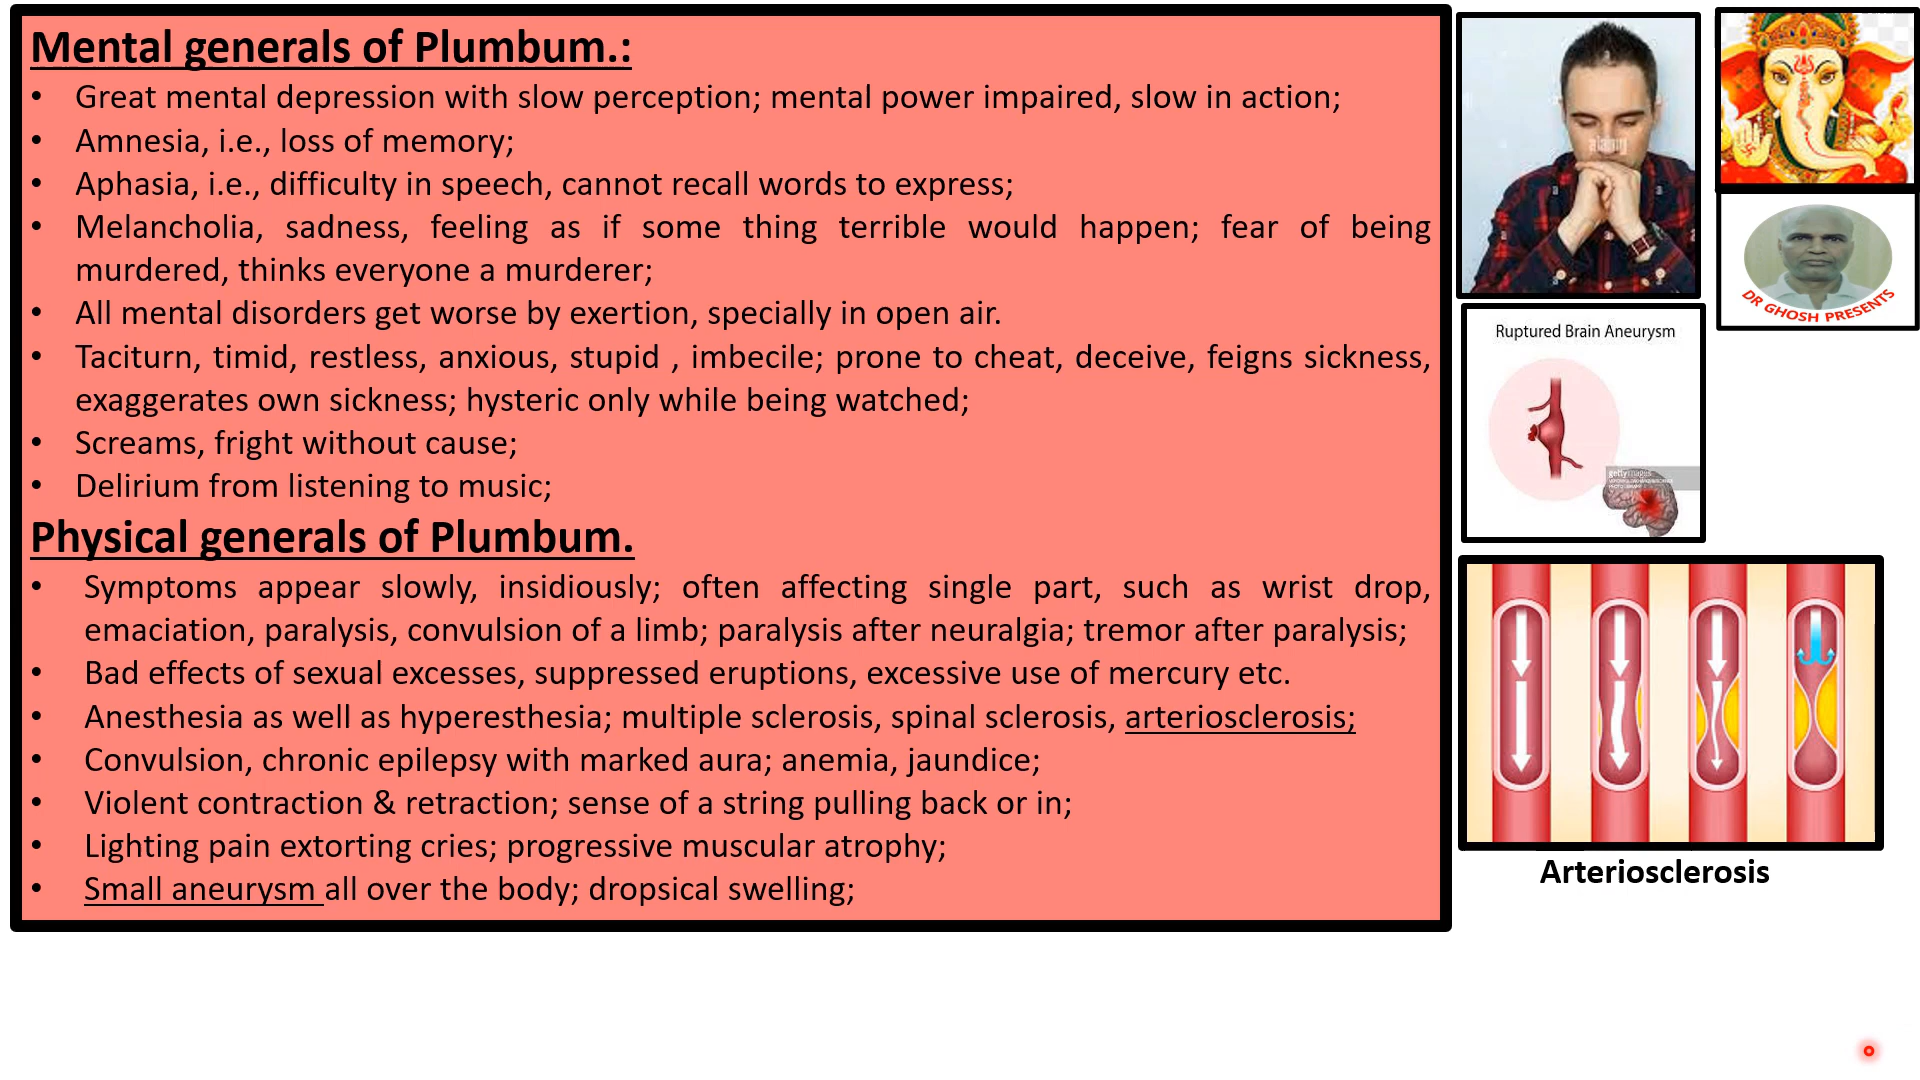 Mental generals of Plumbum.:
• Great mental depression with slow perception; mental power impaired, slow in action;
• Amnesia, i.e., loss of memory;
• Aphasia, i.e., difficulty in speech, cannot recall words to express;
• Melancholia, sadness, feeling as if some thing terrible would happen; fear of being
murdered, thinks everyone a murderer;
• All mental disorders get worse by exertion, specially in open air.
• Taciturn, timid, restless, anxious, stupid , imbecile; prone to cheat, deceive, feigns sickness,
exaggerates own sickness; hysteric only while being watched;
• Screams, fright without cause;
• Delirium from listening to music;
Physical generals of Plumbum.
• Symptoms appear slowly, insidiously; often affecting single part, such as wrist drop,
emaciation, paralysis, convulsion of a limb; paralysis after neuralgia; tremor after paralysis;
• Bad effects of sexual excesses, suppressed eruptions, excessive use of mercury etc.
• Anesthesia as well as hyperesthesia; multiple sclerosis, spinal sclerosis, arteriosclerosis;
• Convulsion, chronic epilepsy with marked aura; anemia, jaundice;
• Violent contraction & retraction; sense of a string pulling back or in;
• Lighting pain extorting cries; progressive muscular atrophy;
• Small aneurysm all over the body; dropsical swelling;
alamy
DR GHOSH PRESENTS
Ruptured Brain Aneurysm
gettyimages
Arteriosclerosis